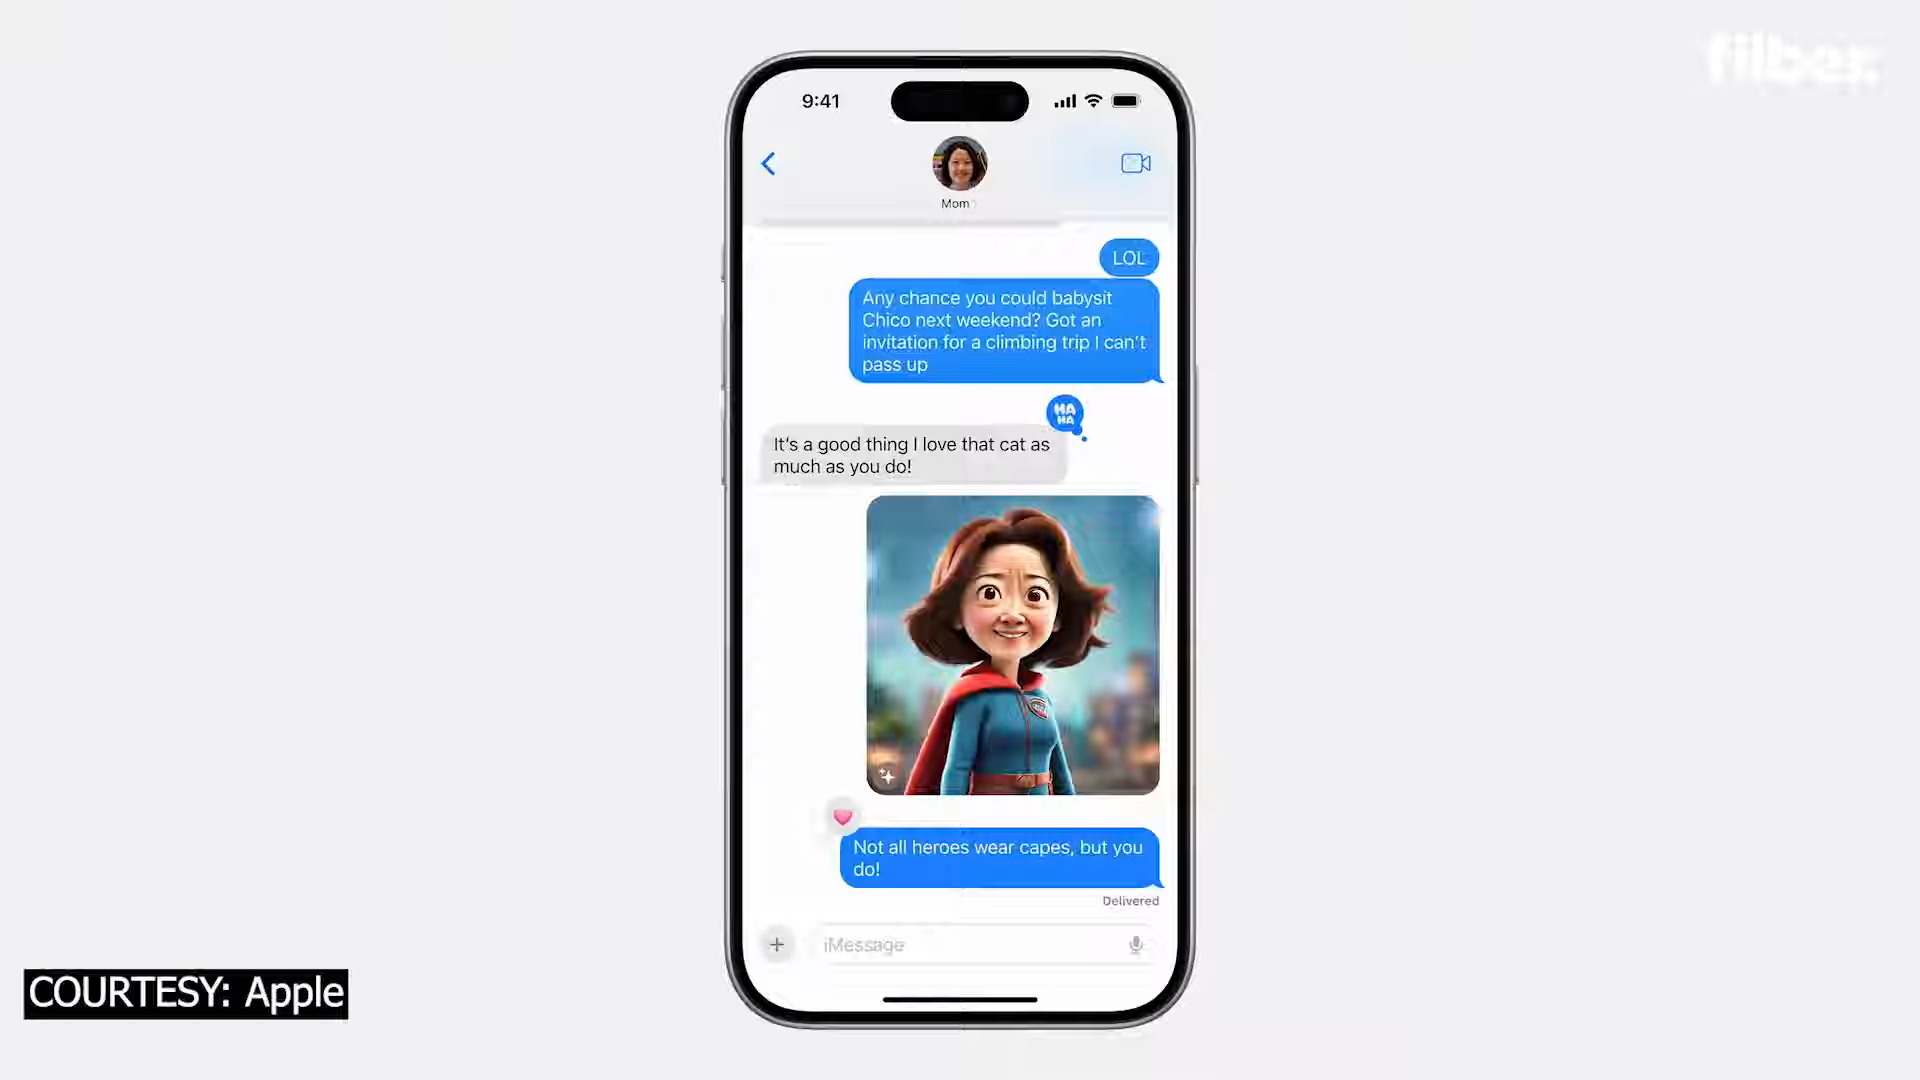 filber.
9:41
Mom
LOL
Any chance you could babysit
Chico next weekend? Got an
invitation for a climbing trip I can't
pass up
HA
HA
It's a good thing I love that cat as
much as you do!
Not all heroes wear capes, but you
do!
Delivered
iMessage
COURTESY: Apple